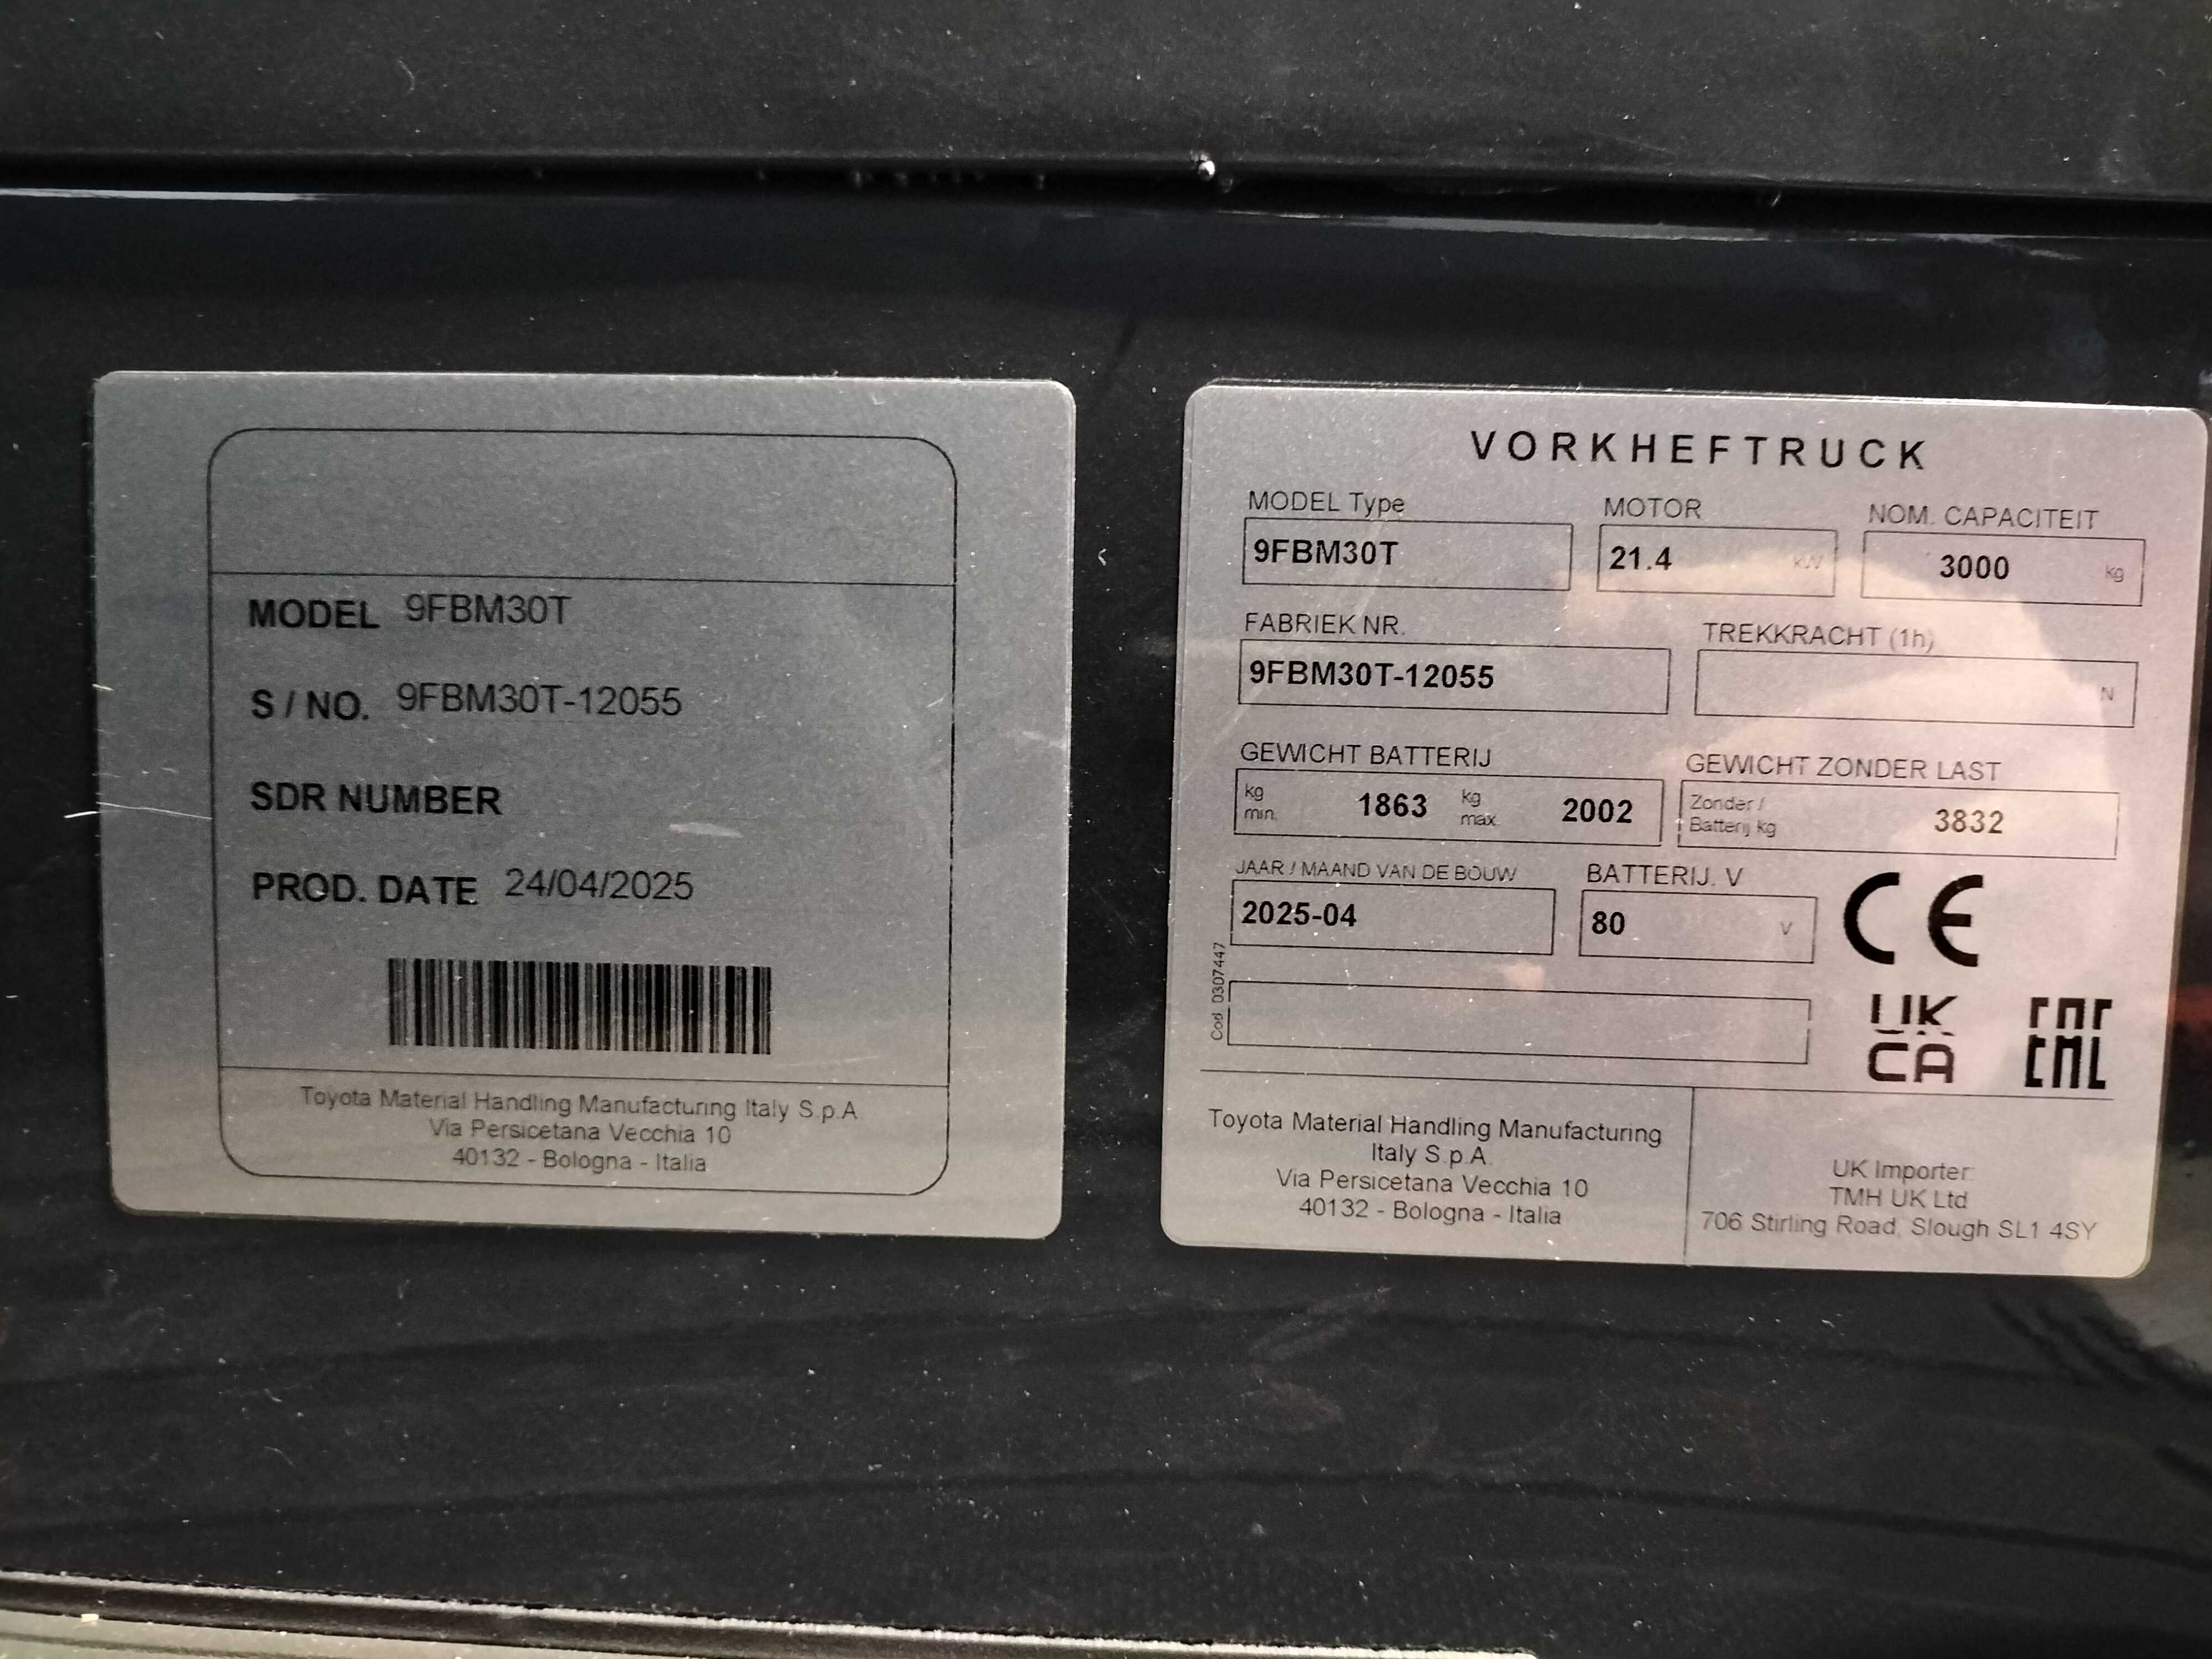 MODEL 9FBM30T
S / NO. 9FBM30T-12055
SDR NUMBER
PROD. DATE 24/04/2025
Toyota Material Handling Manufacturing Italy S.p.A.
Via Persicetana Vecchia 10
40132 - Bologna - Italia
VORKHEFTRUCK
MODEL Type MOTOR NOM. CAPACITEIT
9FBM30T 21.4 kW 3000 kg
FABRIEK NR. TREKKRACHT (1h)
9FBM30T-12055 N
GEWICHT BATTERIJ GEWICHT ZONDER LAST
kg min. 1863 kg max. 2002 Zonder / Batterij kg 3832
JAAR / MAAND VAN DE BOUW BATTERIJ. V
2025-04 80 V
CE
Cod. 0307447
UK
CA
EAC
Toyota Material Handling Manufacturing
Italy S.p.A.
Via Persicetana Vecchia 10
40132 - Bologna - Italia
UK Importer:
TMH UK Ltd
706 Stirling Road, Slough SL1 4SY